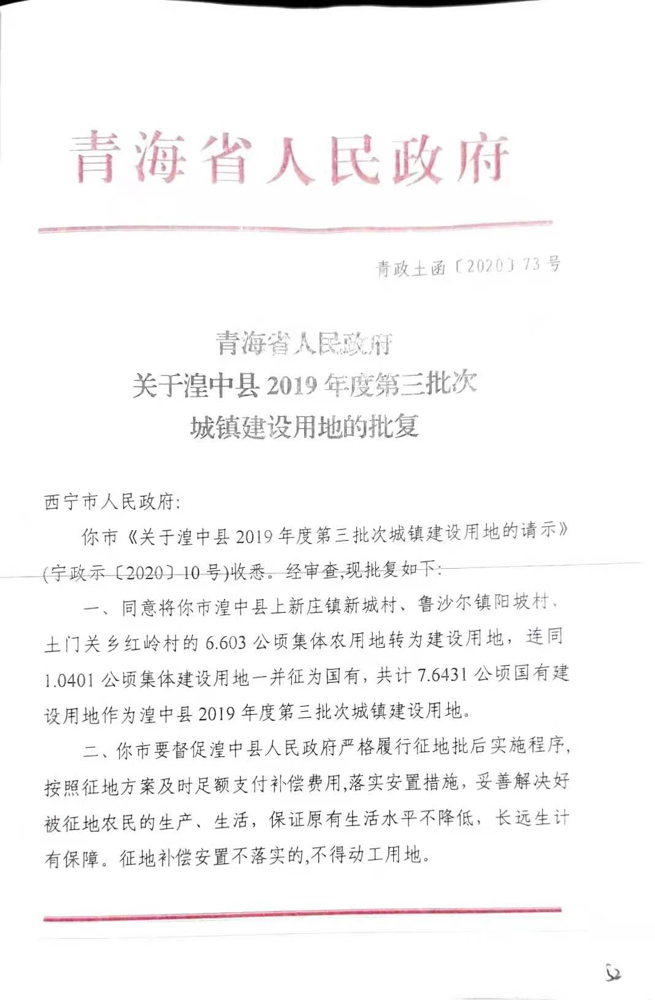 青海省人民政府
青政土函〔2020〕73号
青海省人民政府
关于湟中县2019年度第三批次
城镇建设用地的批复
西宁市人民政府:
你市《关于湟中县2019年度第三批次城镇建设用地的请示》
(宁政示〔2020〕10号)收悉。经审查,现批复如下:
一、同意将你市湟中县上新庄镇新城村、鲁沙尔镇阳坡村、
土门关乡红岭村的6.603公顷集体农用地转为建设用地，连同
1.0401公顷集体建设用地一并征为国有，共计7.6431公顷国有建
设用地作为湟中县2019年度第三批次城镇建设用地。
二、你市要督促湟中县人民政府严格履行征地批后实施程序,
按照征地方案及时足额支付补偿费用,落实安置措施，妥善解决好
被征地农民的生产、生活，保证原有生活水平不降低，长远生计
有保障。征地补偿安置不落实的,不得动工用地。
52